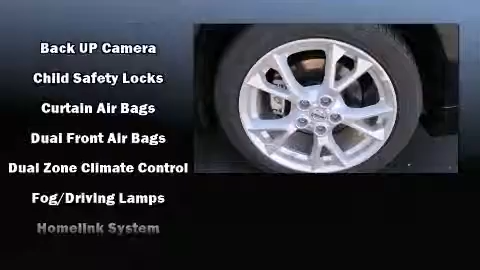 Back UP Camera
Child Safety Locks
Curtain Air Bags
Dual Front Air Bags
Dual Zone Climate Control
Fog/Driving Lamps
Homelink System